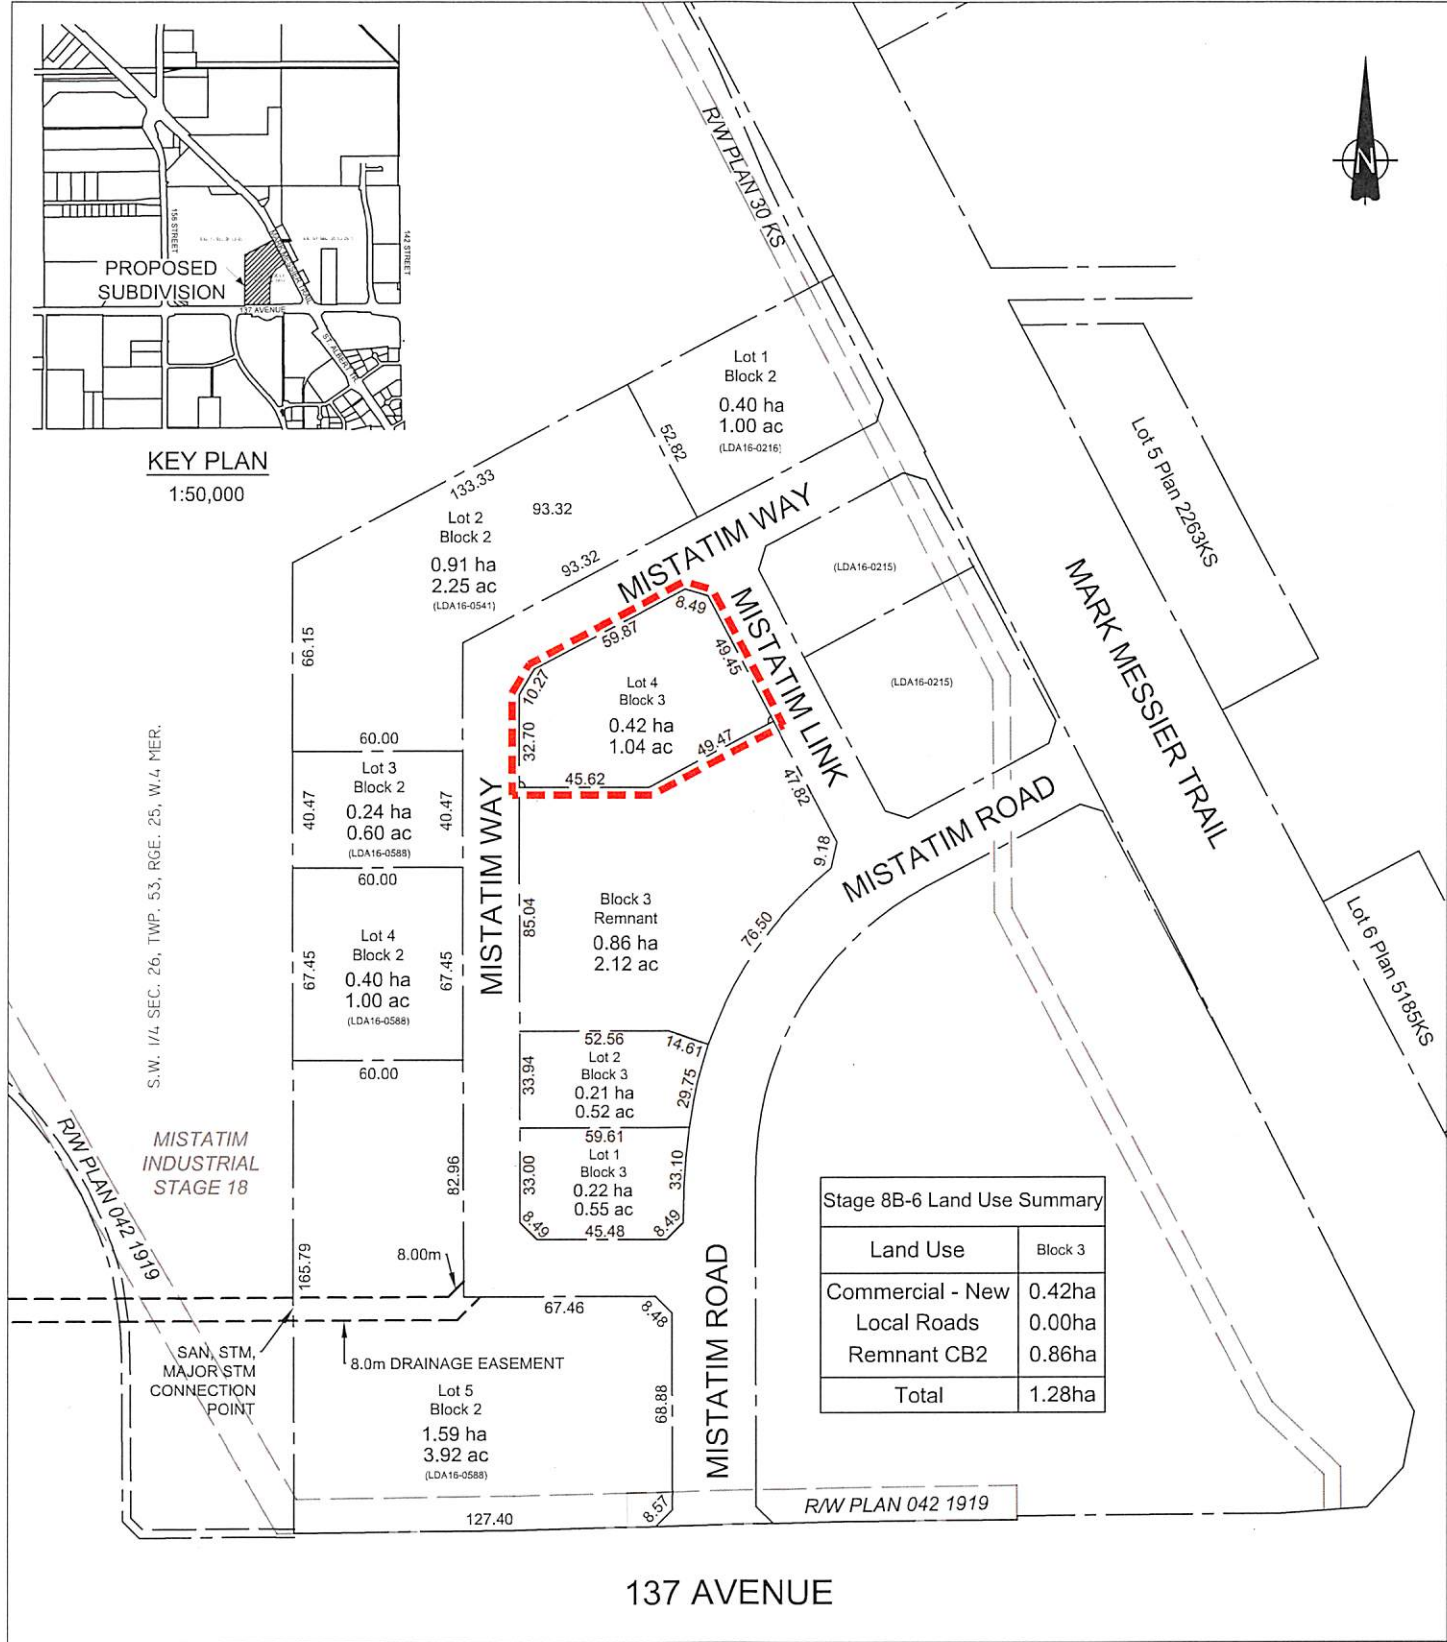 156 STREET
142 STREET
MARK MESSIER TRAIL
PROPOSED
SUBDIVISION
137 AVENUE
ST. ALBERT TR.
KEY PLAN
1:50,000
N
R/W PLAN 30 KS
Lot 1
Block 2
0.40 ha
1.00 ac
(LDA16-0216)
52.82
133.33
93.32
Lot 2
Block 2
0.91 ha
2.25 ac
(LDA16-0541)
93.32
66.15
MISTATIM WAY
Lot 5 Plan 2263KS
(LDA16-0215)
(LDA16-0215)
MARK MESSIER TRAIL
MISTATIM LINK
8.49
59.87
49.45
10.27
Lot 4
Block 3
0.42 ha
1.04 ac
32.70
49.47
45.62
47.82
9.18
MISTATIM ROAD
60.00
Lot 3
Block 2
0.24 ha
0.60 ac
(LDA16-0588)
40.47
40.47
60.00
S.W. 1/4 SEC. 26, TWP. 53, RGE. 25, W.4 MER.
MISTATIM WAY
Lot 4
Block 2
0.40 ha
1.00 ac
(LDA16-0588)
67.45
67.45
60.00
85.04
Block 3
Remnant
0.86 ha
2.12 ac
76.50
Lot 6 Plan 5185KS
52.56
14.61
Lot 2
Block 3
0.21 ha
0.52 ac
33.94
29.75
59.61
Lot 1
Block 3
0.22 ha
0.55 ac
33.00
33.10
8.49
45.48
8.49
MISTATIM
INDUSTRIAL
STAGE 18
R/W PLAN 042 1919
82.96
165.79
8.00m
67.46
8.48
SAN, STM,
MAJOR STM
CONNECTION
POINT
8.0m DRAINAGE EASEMENT
Lot 5
Block 2
1.59 ha
3.92 ac
(LDA16-0588)
68.88
MISTATIM ROAD
8.57
127.40
R/W PLAN 042 1919
Stage 8B-6 Land Use Summary
Land Use Block 3
Commercial - New 0.42ha
Local Roads 0.00ha
Remnant CB2 0.86ha
Total 1.28ha
137 AVENUE